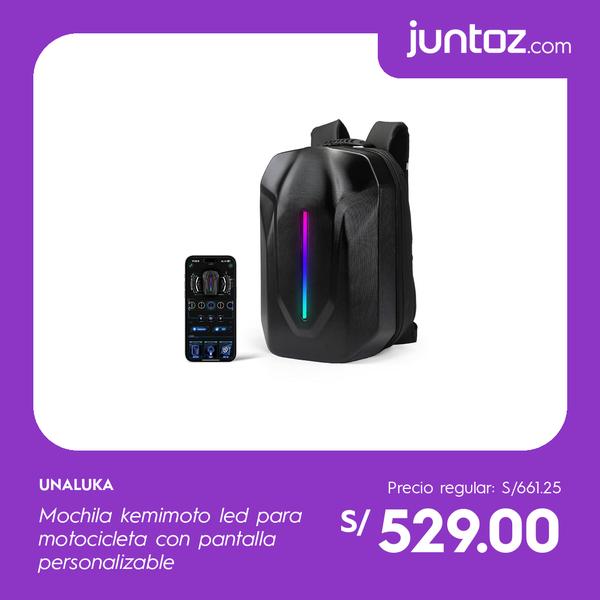 juntoz.com
UNALUKA
Mochila kemimoto led para
motocicleta con pantalla
personalizable
Precio regular: S/661.25
S/ 529.00